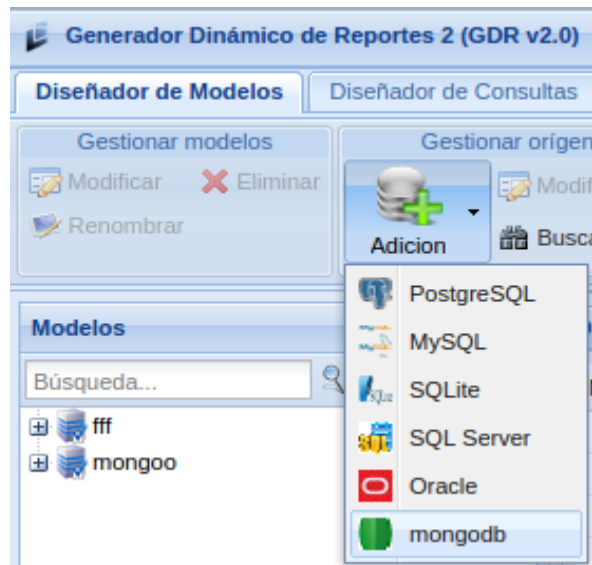 Generador Dinámico de Reportes 2 (GDR v2.0)
Diseñador de Modelos Diseñador de Consultas
Gestionar modelos Gestionar orígen
Modificar Eliminar Modif
Renombrar Adicion Busca
PostgreSQL
Modelos
MySQL
Búsqueda...
SQLite
fff
SQL Server
mongoo
Oracle
mongodb